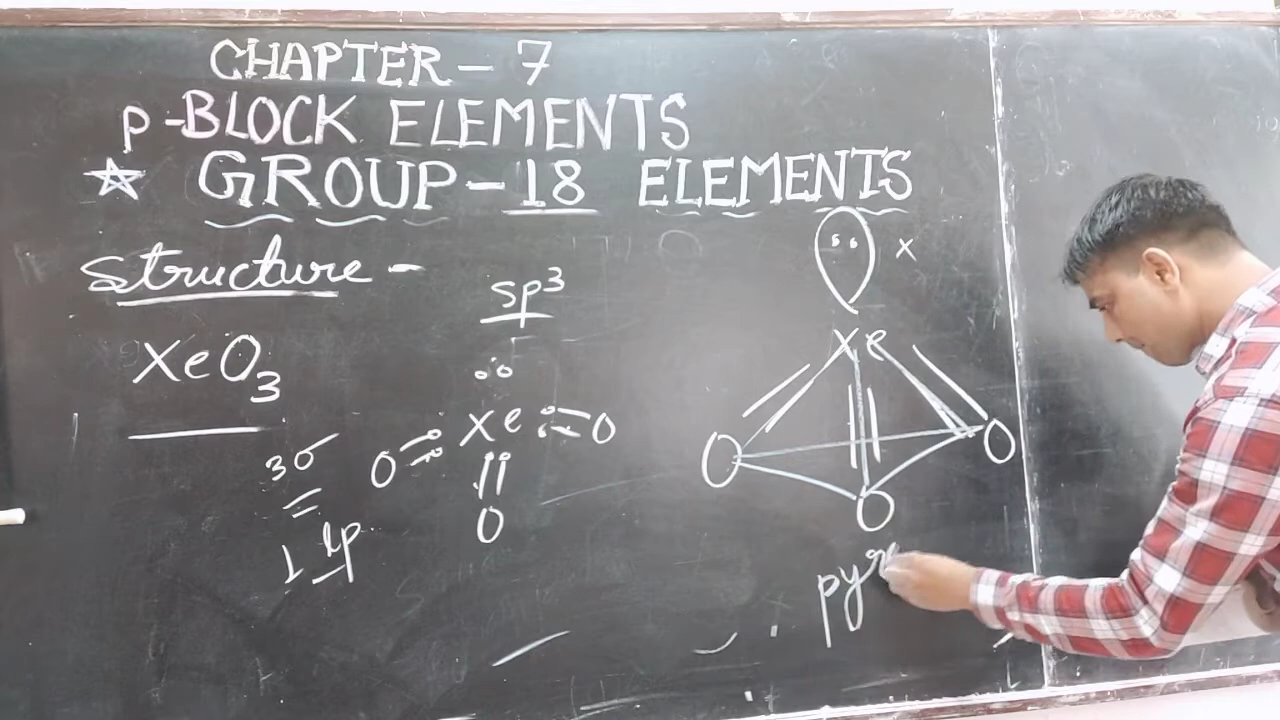 CHAPTER - 7
p-BLOCK ELEMENTS
GROUP-18 ELEMENTS
Structure -
XeO₃
sp³
Xe
O
O
O
3σ
1 lp
x
Xe
O
O
O
pyr